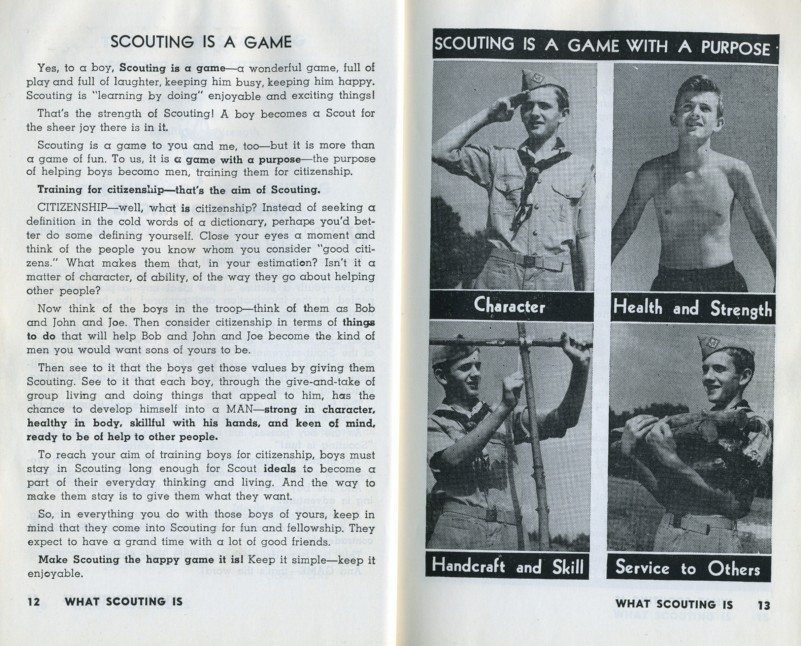 SCOUTING IS A GAME
Yes, to a boy, Scouting is a game—a wonderful game, full of
play and full of laughter, keeping him busy, keeping him happy.
Scouting is "learning by doing" enjoyable and exciting things!
That's the strength of Scouting! A boy becomes a Scout for
the sheer joy there is in it.
Scouting is a game to you and me, too—but it is more than
a game of fun. To us, it is a game with a purpose—the purpose
of helping boys become men, training them for citizenship.
Training for citizenship—that's the aim of Scouting.
CITIZENSHIP—well, what is citizenship? Instead of seeking a
definition in the cold words of a dictionary, perhaps you'd bet-
ter do some defining yourself. Close your eyes a moment and
think of the people you know whom you consider "good citi-
zens." What makes them that, in your estimation? Isn't it a
matter of character, of ability, of the way they go about helping
other people?
Now think of the boys in the troop—think of them as Bob
and John and Joe. Then consider citizenship in terms of things
to do that will help Bob and John and Joe become the kind of
men you would want sons of yours to be.
Then see to it that the boys get those values by giving them
Scouting. See to it that each boy, through the give-and-take of
group living and doing things that appeal to him, has the
chance to develop himself into a MAN—strong in character,
healthy in body, skillful with his hands, and keen of mind,
ready to be of help to other people.
To reach your aim of training boys for citizenship, boys must
stay in Scouting long enough for Scout ideals to become a
part of their everyday thinking and living. And the way to
make them stay is to give them what they want.
So, in everything you do with those boys of yours, keep in
mind that they come into Scouting for fun and fellowship. They
expect to have a grand time with a lot of good friends.
Make Scouting the happy game it is! Keep it simple—keep it
enjoyable.
12 WHAT SCOUTING IS
SCOUTING IS A GAME WITH A PURPOSE
Character
Health and Strength
Handcraft and Skill
Service to Others
WHAT SCOUTING IS 13